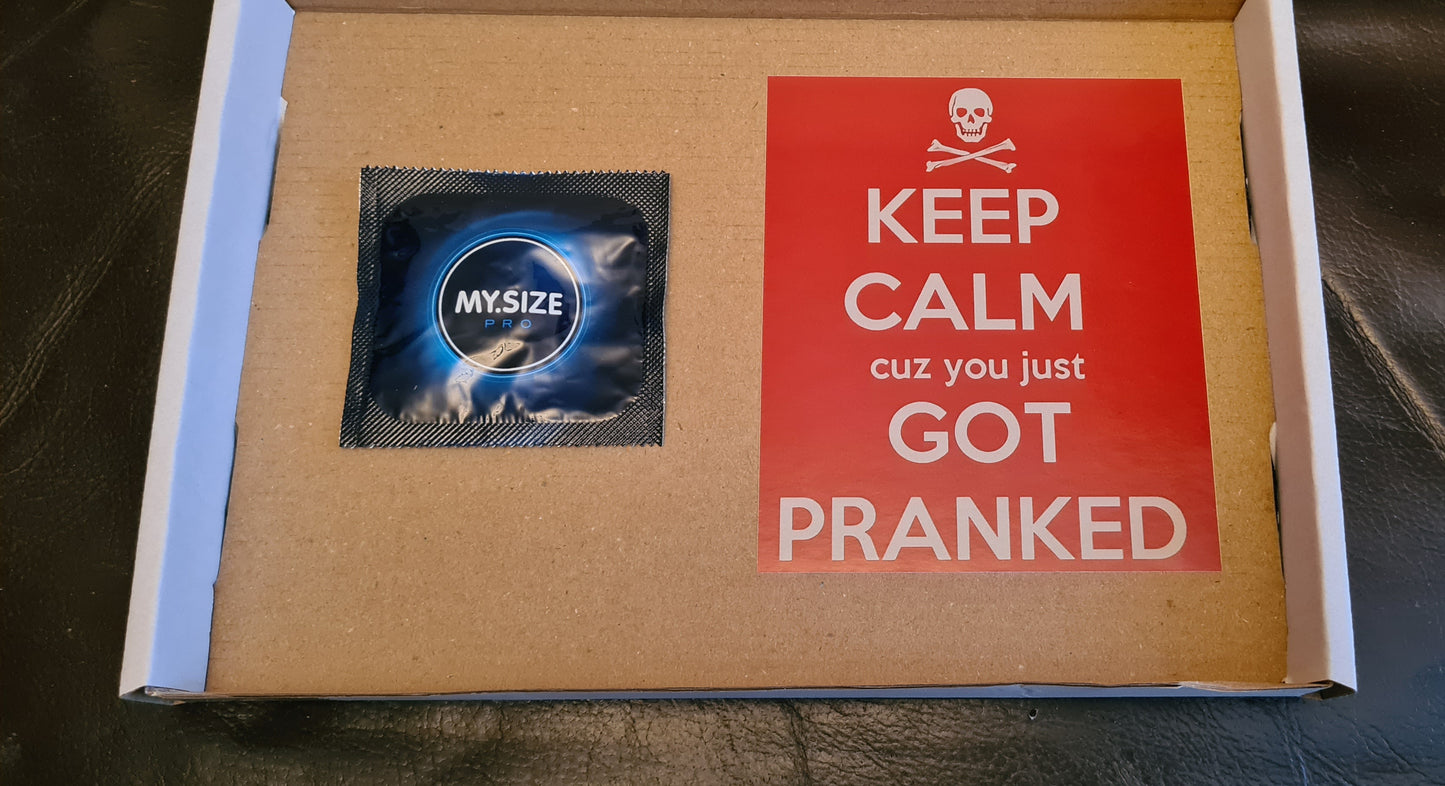 MY.SIZE
PRO
KEEP
CALM
cuz you just
GOT
PRANKED